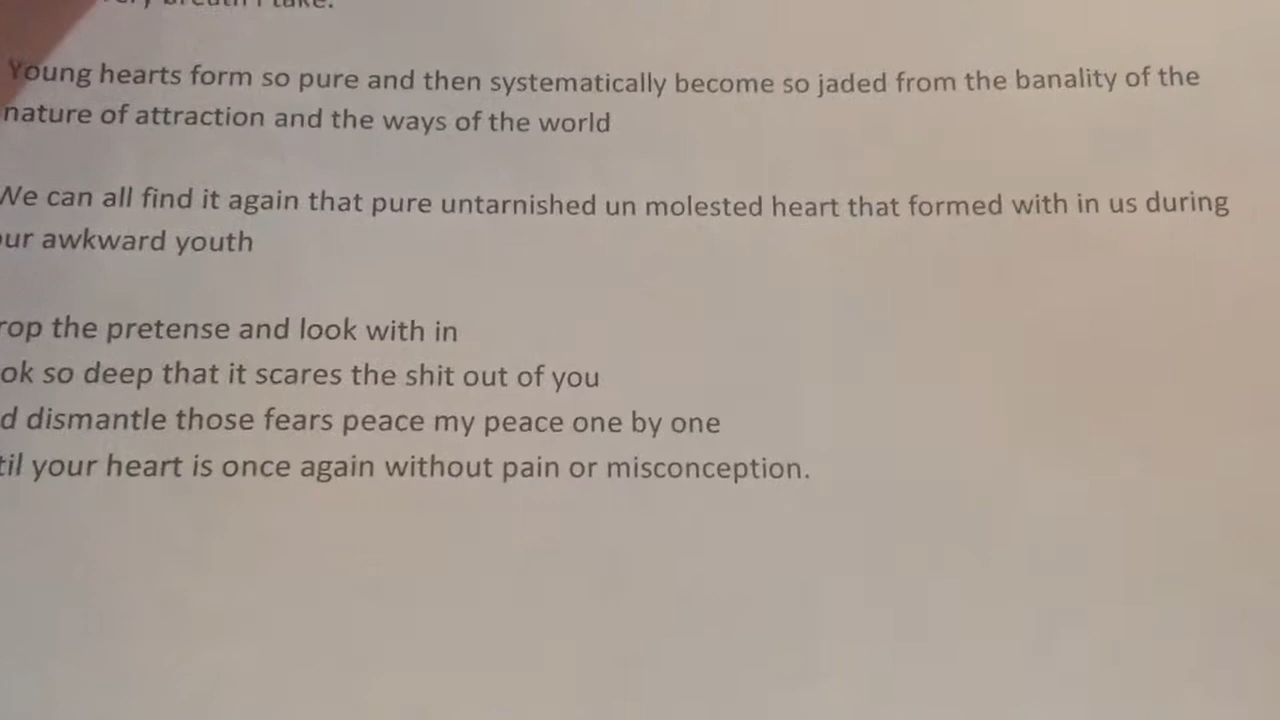 breath I take.
Young hearts form so pure and then systematically become so jaded from the banality of the
nature of attraction and the ways of the world
We can all find it again that pure untarnished un molested heart that formed with in us during
awkward youth
the pretense and look with in
so deep that it scares the shit out of you
dismantle those fears peace my peace one by one
your heart is once again without pain or misconception.